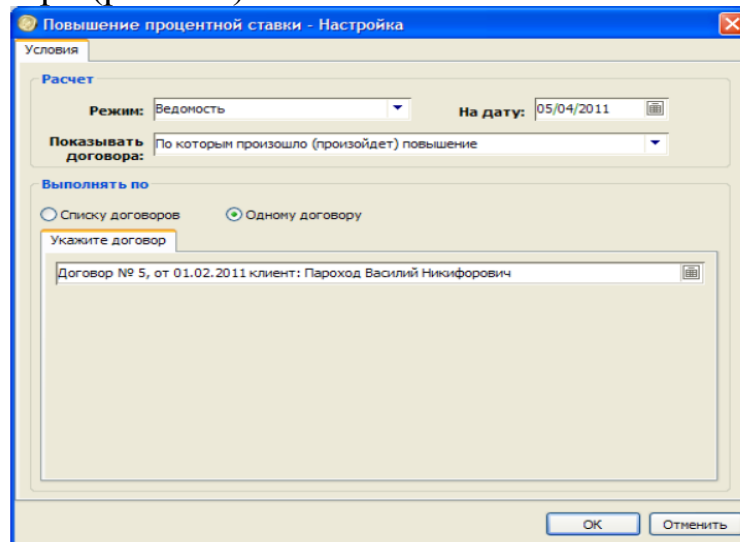 Повышение процентной ставки - Настройка
Условия
Расчет
Режим: Ведомость На дату: 05/04/2011
Показывать договора: По которым произошло (произойдет) повышение
Выполнять по
Списку договоров Одному договору
Укажите договор
Договор № 5, от 01.02.2011 клиент: Пароход Василий Никифорович
OK Отменить